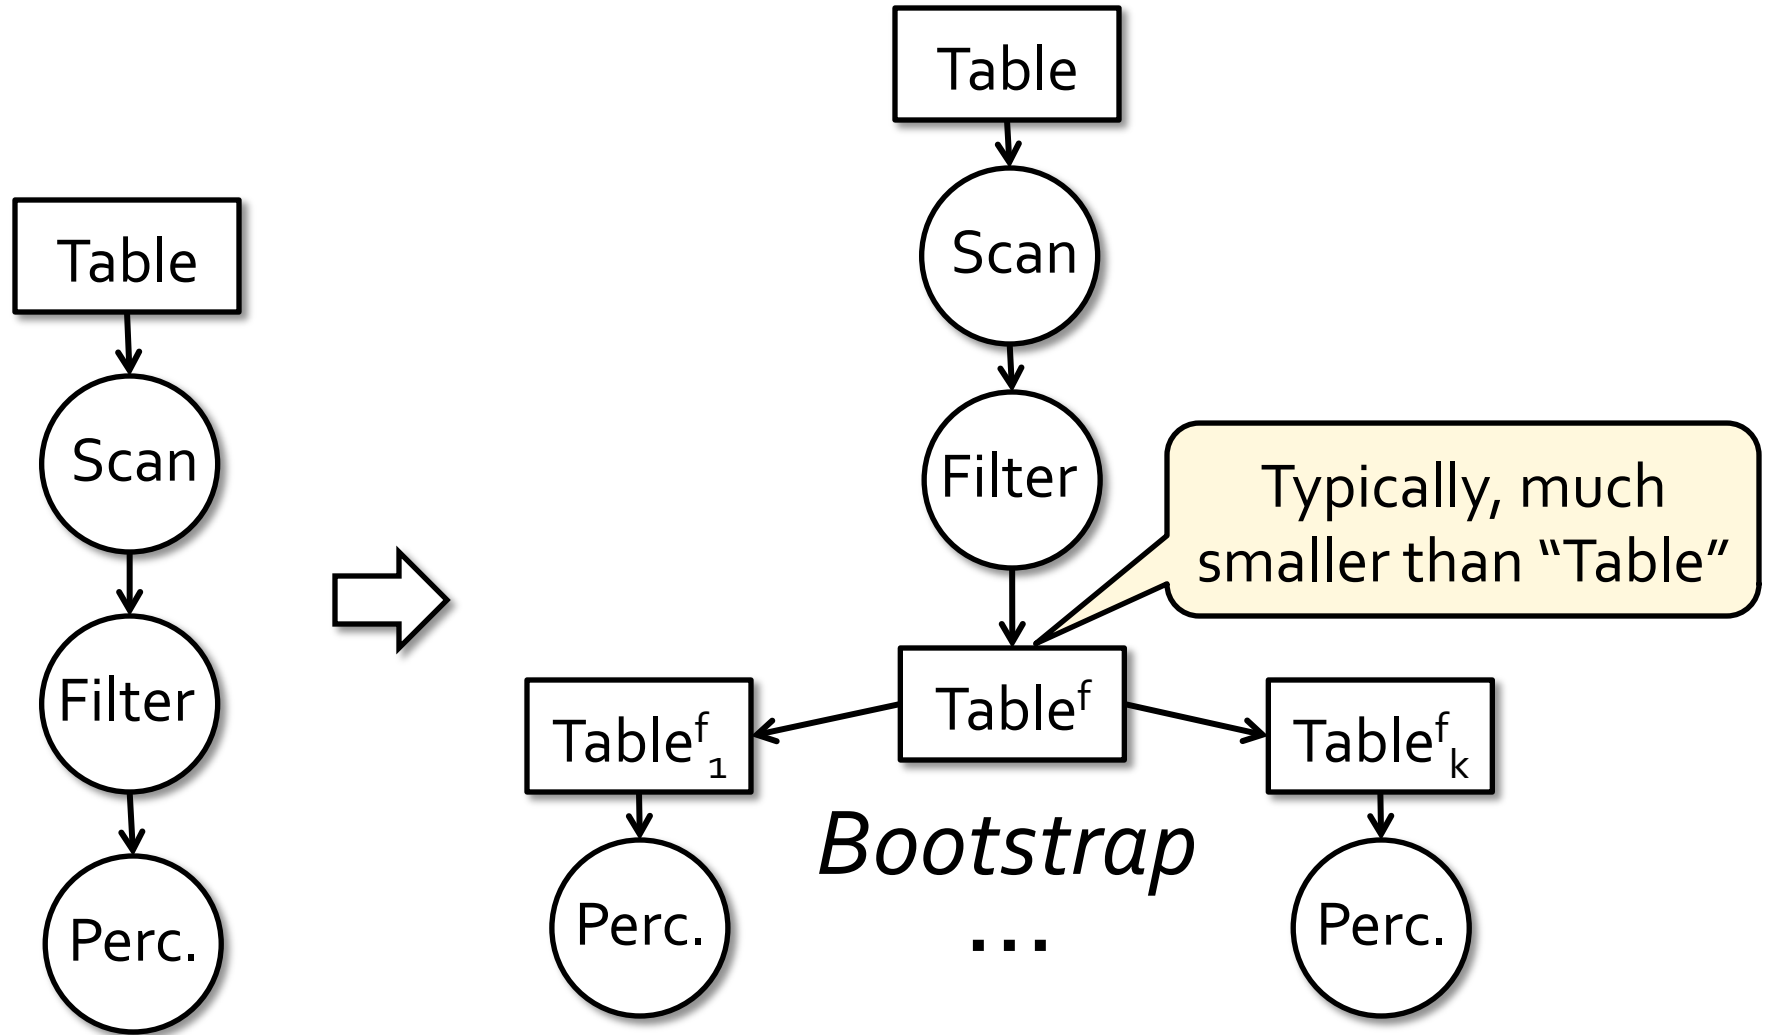 Table
Scan
Filter
Perc.
Table
Scan
Filter
Typically, much
smaller than “Table”
Tableᶠ
Tableᶠ₁
Tableᶠₖ
Bootstrap
...
Perc.
Perc.